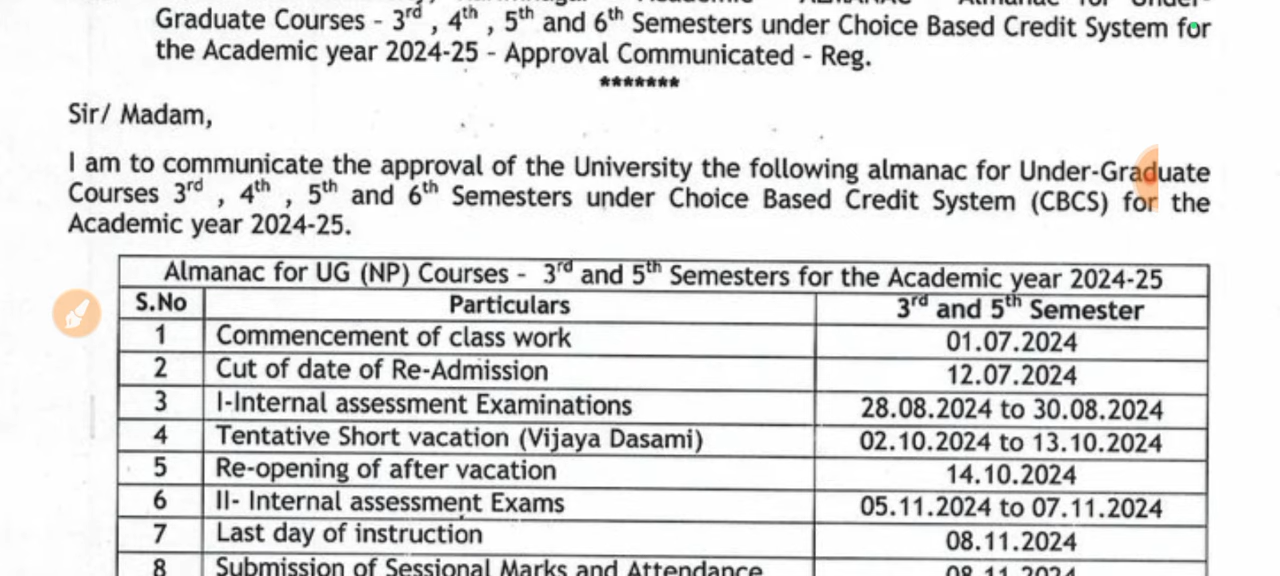 Graduate Courses - 3rd , 4th , 5th and 6th Semesters under Choice Based Credit System for
the Academic year 2024-25 - Approval Communicated - Reg.
*******
Sir/ Madam,
I am to communicate the approval of the University the following almanac for Under-Graduate
Courses 3rd , 4th , 5th and 6th Semesters under Choice Based Credit System (CBCS) for the
Academic year 2024-25.
Almanac for UG (NP) Courses - 3rd and 5th Semesters for the Academic year 2024-25
S.No Particulars 3rd and 5th Semester
1 Commencement of class work 01.07.2024
2 Cut of date of Re-Admission 12.07.2024
3 I-Internal assessment Examinations 28.08.2024 to 30.08.2024
4 Tentative Short vacation (Vijaya Dasami) 02.10.2024 to 13.10.2024
5 Re-opening of after vacation 14.10.2024
6 II- Internal assessment Exams 05.11.2024 to 07.11.2024
7 Last day of instruction 08.11.2024
8 Submission of Sessional Marks and Attendance 08.11.2024